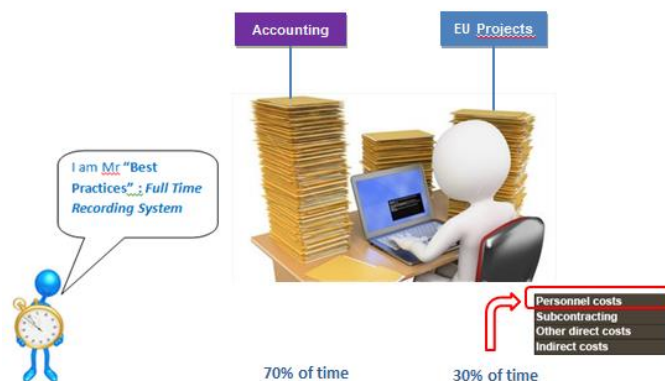 Accounting
EU Projects
I am Mr “Best
Practices” : Full Time
Recording System
Personnel costs
Subcontracting
Other direct costs
Indirect costs
70% of time
30% of time